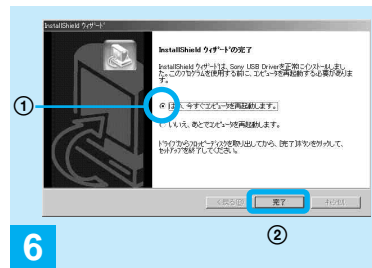 InstallShield ウィザード
InstallShield ウィザードの完了
InstallShield ウィザードは、Sony USB Driverを正常にインストールしまし
た。このプログラムを使用する前に、コンピュータを再起動する必要がありま
す。
①
はい、今すぐコンピュータを再起動します。
いいえ、あとでコンピュータを再起動します。
ドライブからフロッピーディスクを取り出してから、[完了]ボタンをクリックして、
セットアップを終了してください。
< 戻る(B)
完了
キャンセル
②
6